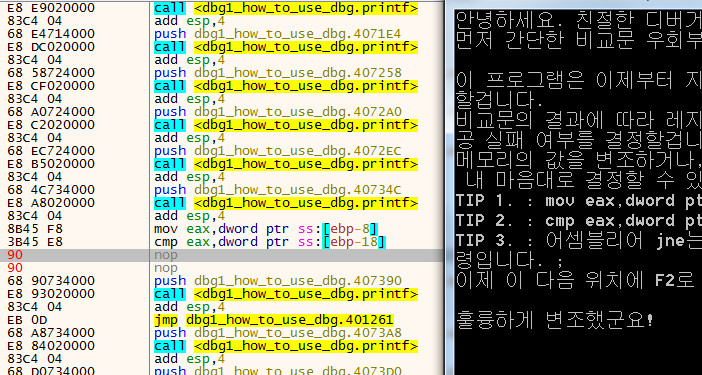 E8 E9020000 call <dbg1_how_to_use_dbg.printf>
83C4 04 add esp,4
68 E4714000 push dbg1_how_to_use_dbg.4071E4
E8 DC020000 call <dbg1_how_to_use_dbg.printf>
83C4 04 add esp,4
68 58724000 push dbg1_how_to_use_dbg.407258
E8 CF020000 call <dbg1_how_to_use_dbg.printf>
83C4 04 add esp,4
68 A0724000 push dbg1_how_to_use_dbg.4072A0
E8 C2020000 call <dbg1_how_to_use_dbg.printf>
83C4 04 add esp,4
68 EC724000 push dbg1_how_to_use_dbg.4072EC
E8 B5020000 call <dbg1_how_to_use_dbg.printf>
83C4 04 add esp,4
68 4C734000 push dbg1_how_to_use_dbg.40734C
E8 A8020000 call <dbg1_how_to_use_dbg.printf>
83C4 04 add esp,4
8B45 F8 mov eax,dword ptr ss:[ebp-8]
3B45 E8 cmp eax,dword ptr ss:[ebp-18]
90 nop
90 nop
68 90734000 push dbg1_how_to_use_dbg.407390
E8 93020000 call <dbg1_how_to_use_dbg.printf>
83C4 04 add esp,4
EB 0D jmp dbg1_how_to_use_dbg.401261
68 A8734000 push dbg1_how_to_use_dbg.4073A8
E8 84020000 call <dbg1_how_to_use_dbg.printf>
83C4 04 add esp,4
68 D0734000 push dbg1_how_to_use_dbg.4073D0
안녕하세요. 친절한 디버거
먼저 간단한 비교문 우회부
이 프로그램은 이제부터 지
할겁니다.
비교문의 결과에 따라 레지
공 실패 여부를 결정할겁니
메모리의 값을 변조하거나,
내 마음대로 결정할 수 있
TIP 1. : mov eax,dword pt
TIP 2. : cmp eax,dword pt
TIP 3. : 어셈블리어 jne는
령입니다. ;
이제 이 다음 위치에 F2로
훌륭하게 변조했군요!